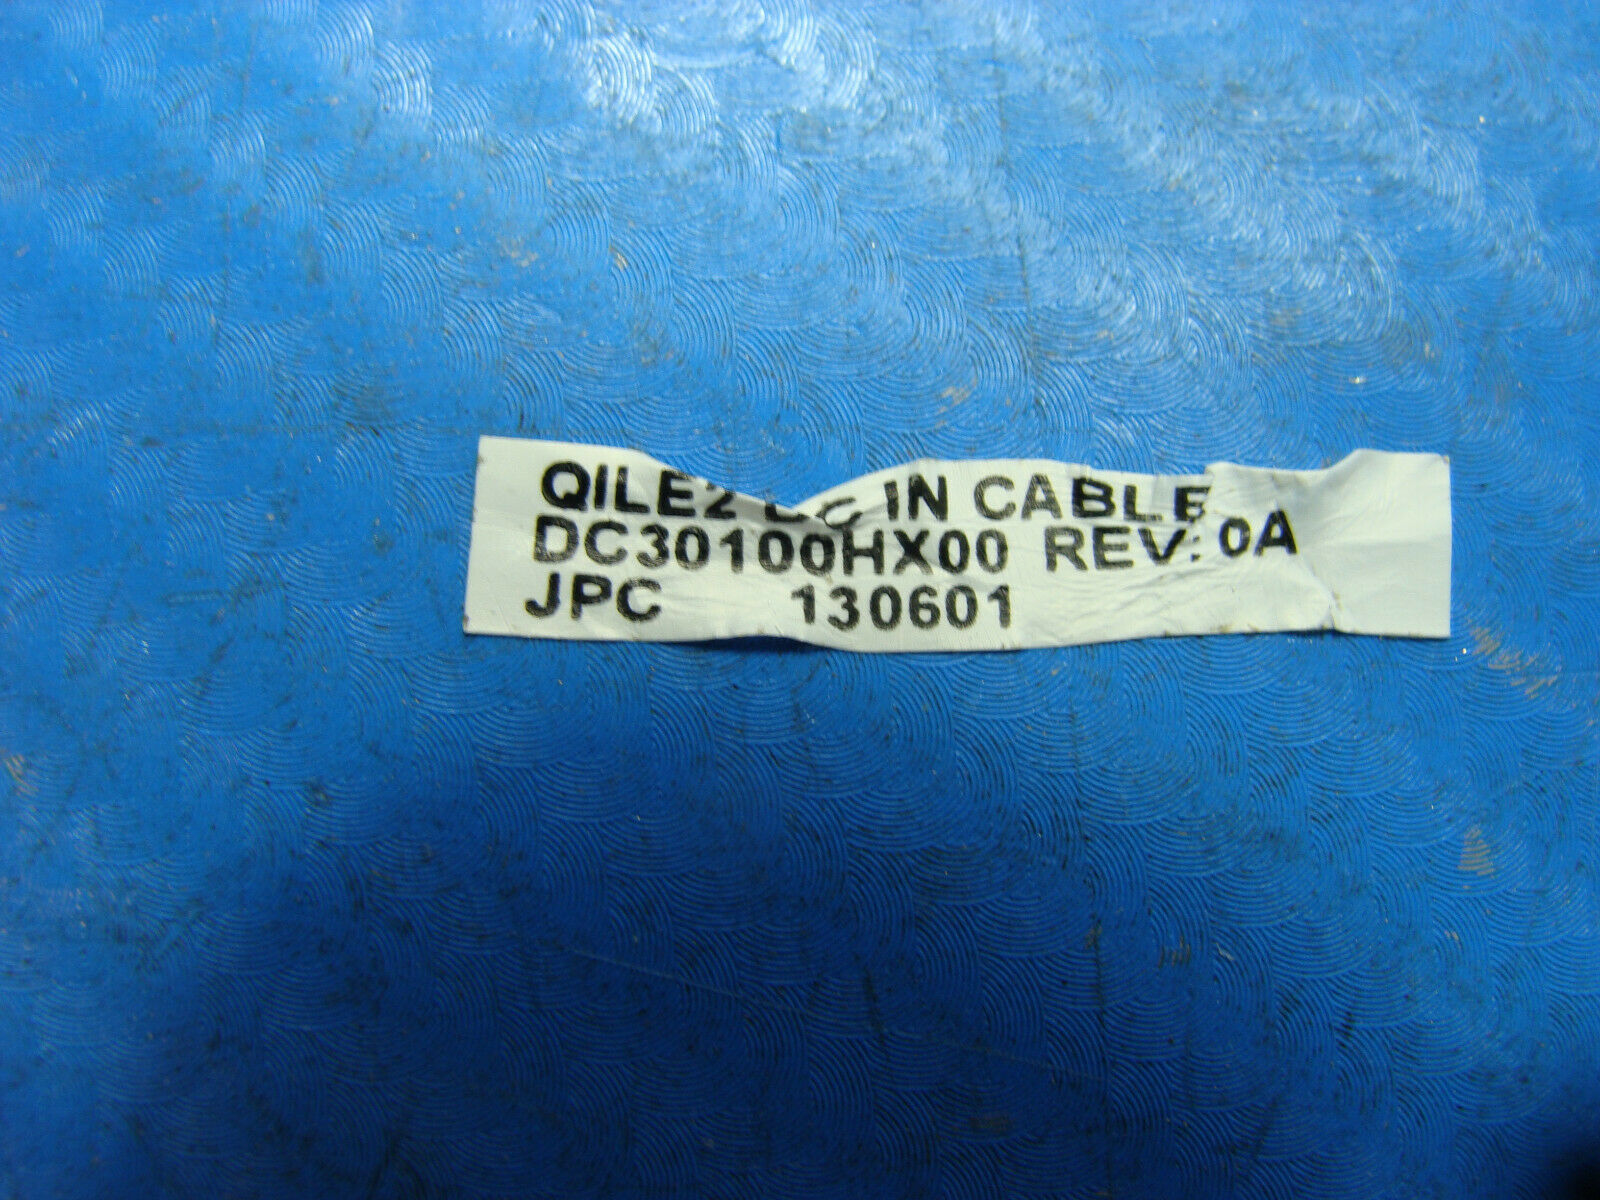 QILE2 DC IN CABLE
DC30100HX00 REV: 0A
JPC 130601